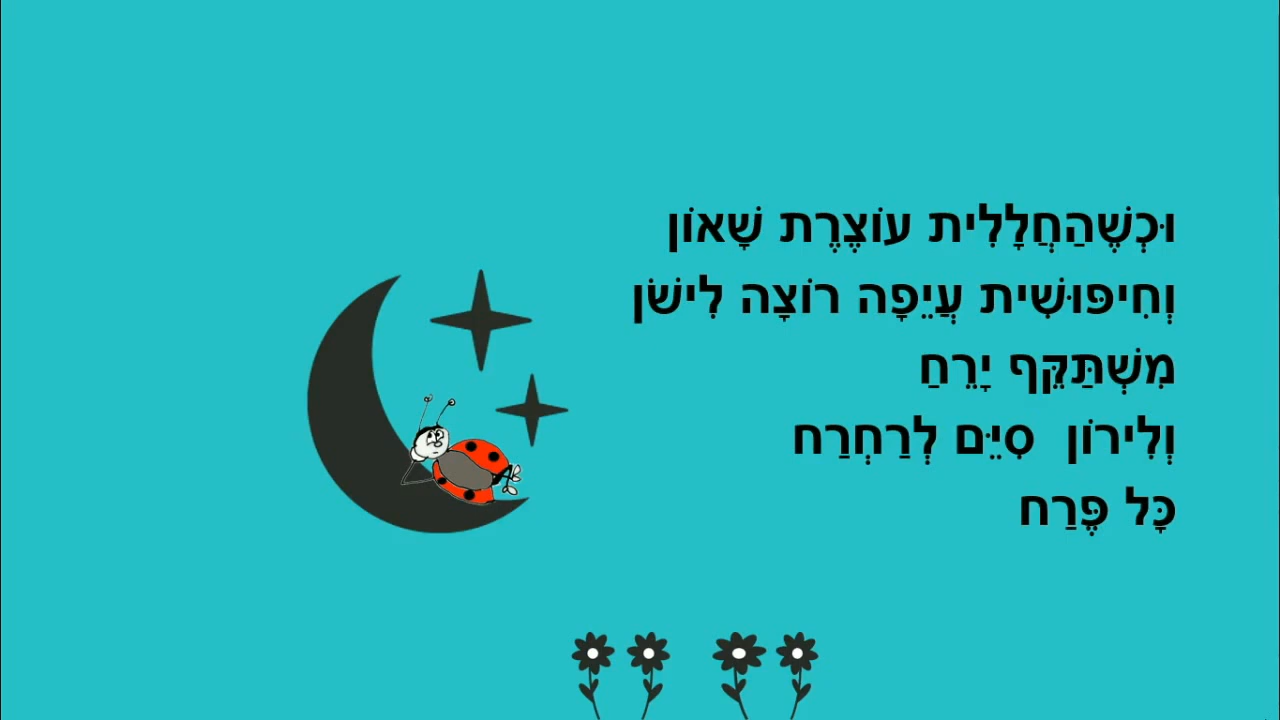 וּכְשֶׁהַחֲלָלִית עוֹצֶרֶת שָׁאוֹן
וְחִיפּוּשִׁית עֲיֵפָה רוֹצָה לִישֹׁן
מִשְׁתַּקֵּף יָרֵחַ
וְלִירוֹן סִיֵּם לְרַחְרַח
כָּל פֶּרַח